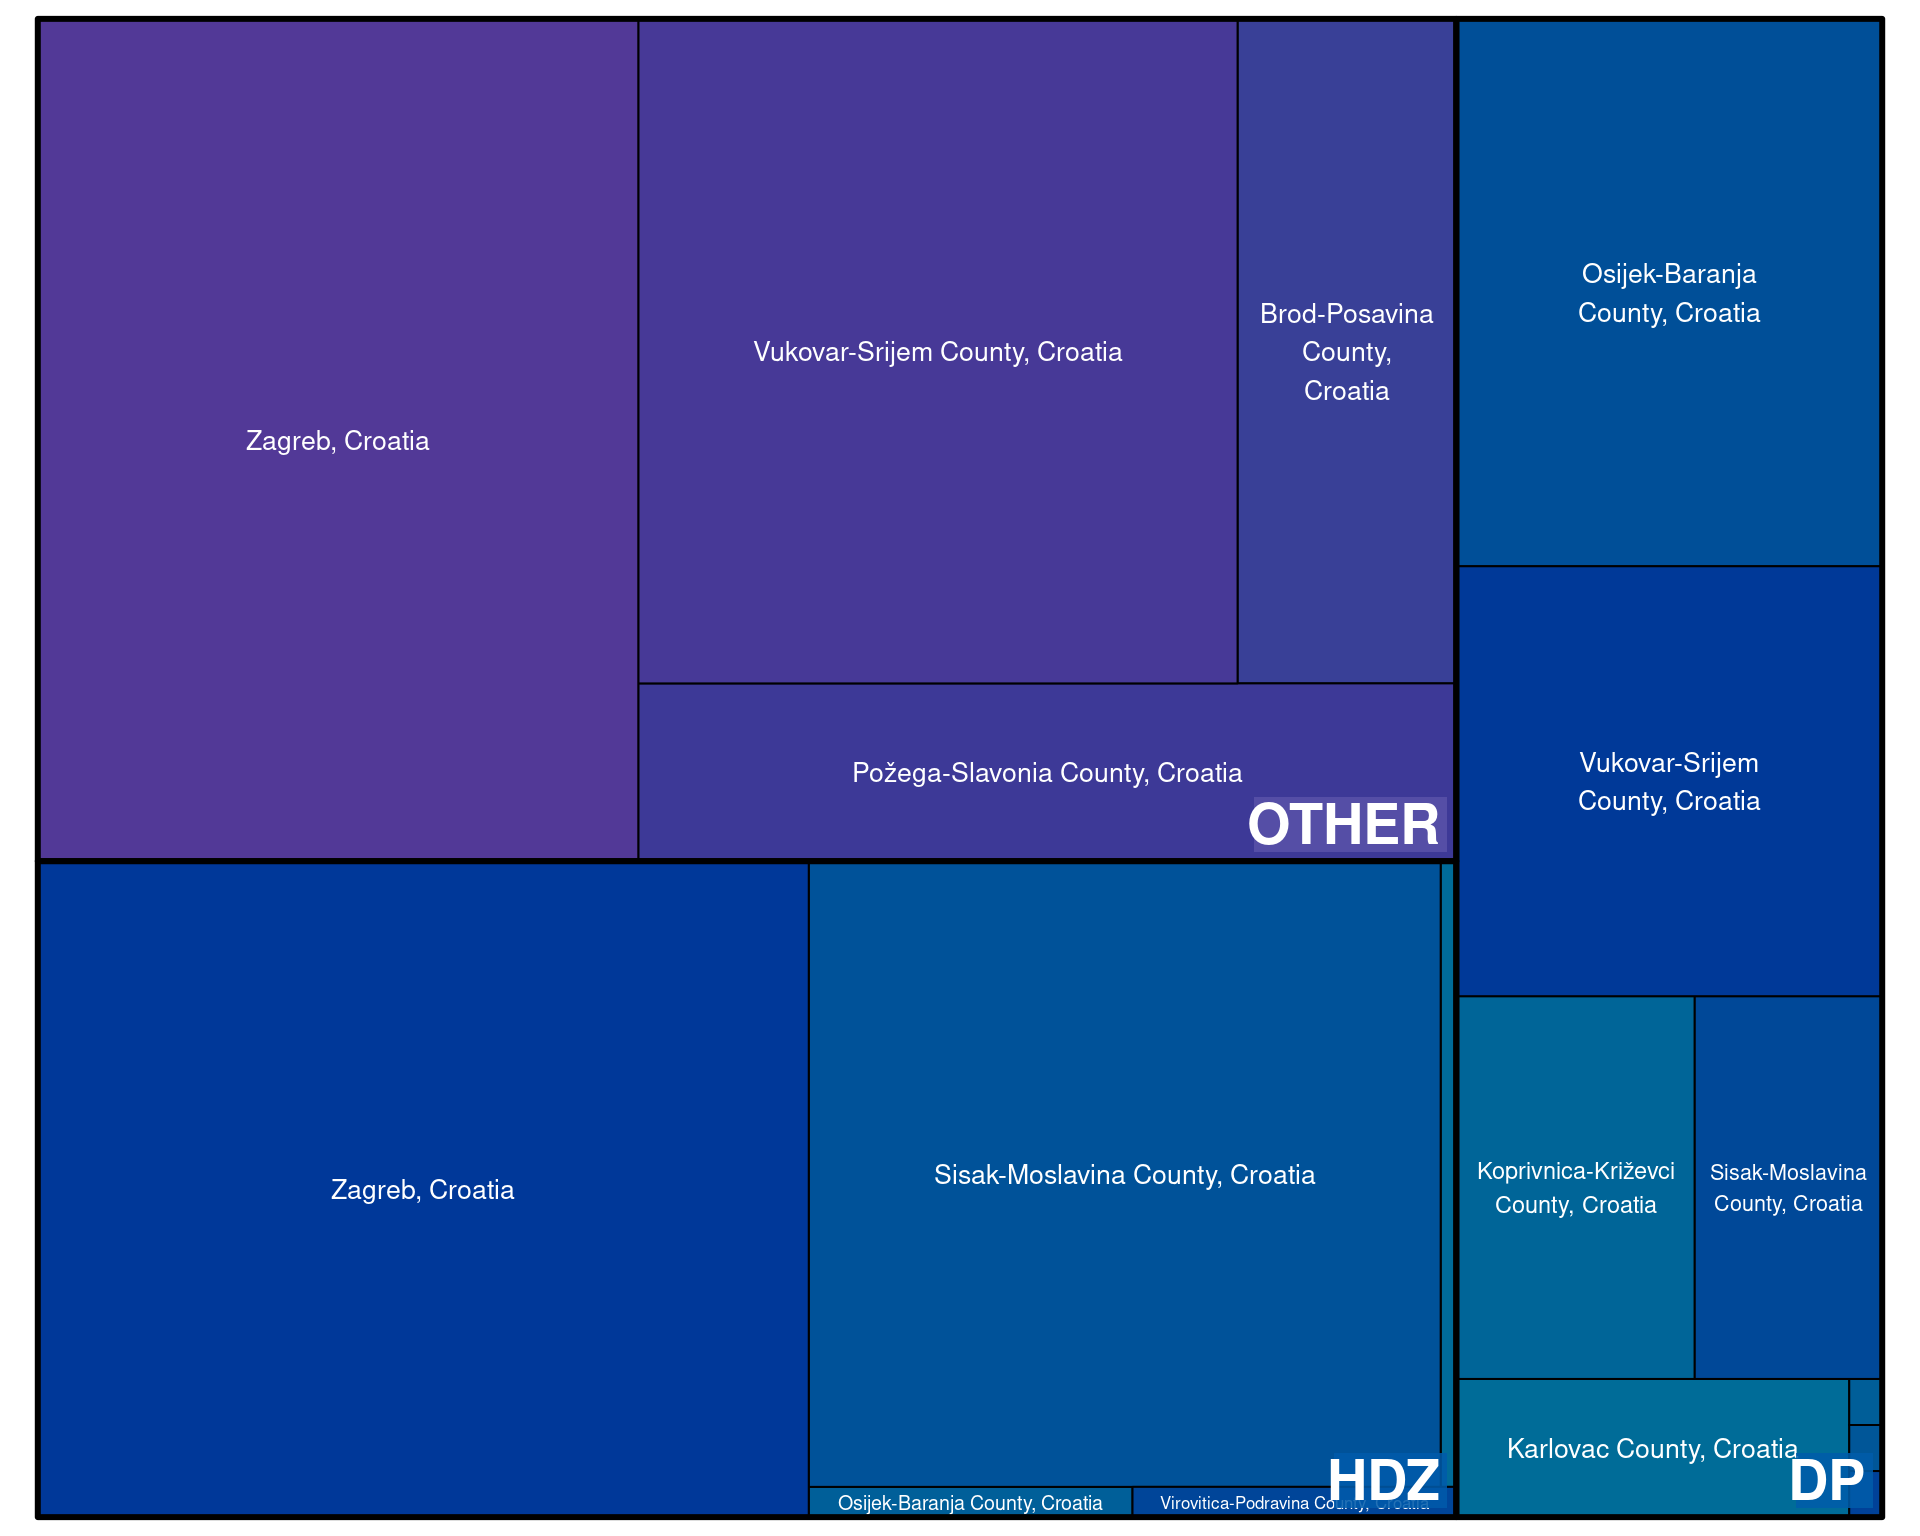 Zagreb, Croatia
Vukovar-Srijem County, Croatia
Brod-Posavina
County,
Croatia
Požega-Slavonia County, Croatia
OTHER
Zagreb, Croatia
Sisak-Moslavina County, Croatia
Osijek-Baranja County, Croatia
Virovitica-Podravina County, Croatia
HDZ
Osijek-Baranja
County, Croatia
Vukovar-Srijem
County, Croatia
Koprivnica-Križevci
County, Croatia
Sisak-Moslavina
County, Croatia
Karlovac County, Croatia
DP